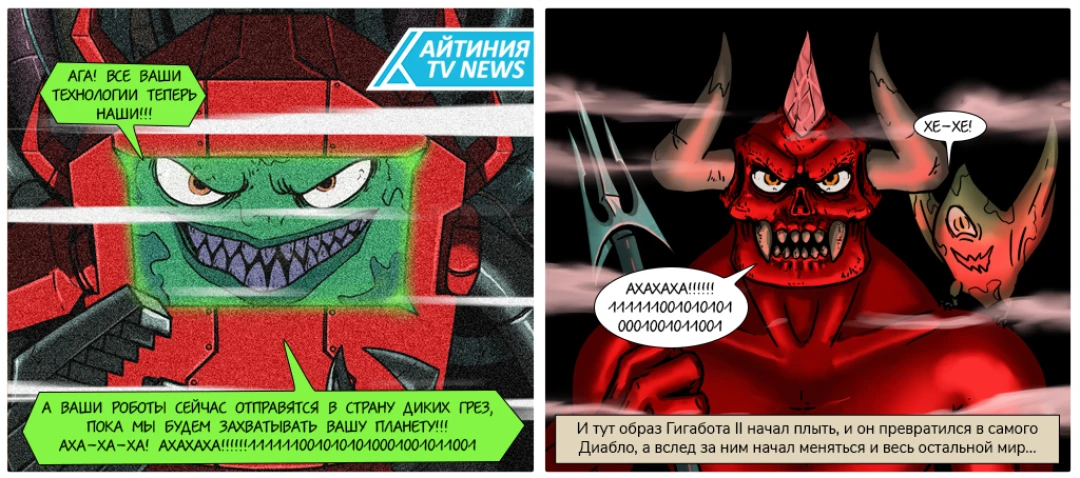 АЙТИНИЯ
TV NEWS
АГА! ВСЕ ВАШИ
ТЕХНОЛОГИИ ТЕПЕРЬ
НАШИ!!!
А ВАШИ РОБОТЫ СЕЙЧАС ОТПРАВЯТСЯ В СТРАНУ ДИКИХ ГРЕЗ,
ПОКА МЫ БУДЕМ ЗАХВАТЫВАТЬ ВАШУ ПЛАНЕТУ!!!
АХА-ХА-ХА! АХАХАХА!!!!!!1111110010101010001001011001
ХЕ-ХЕ!
АХАХАХА!!!!!!
111111001010101
0001001011001
И тут образ Гигабота II начал плыть, и он превратился в самого
Диабло, а вслед за ним начал меняться и весь остальной мир...